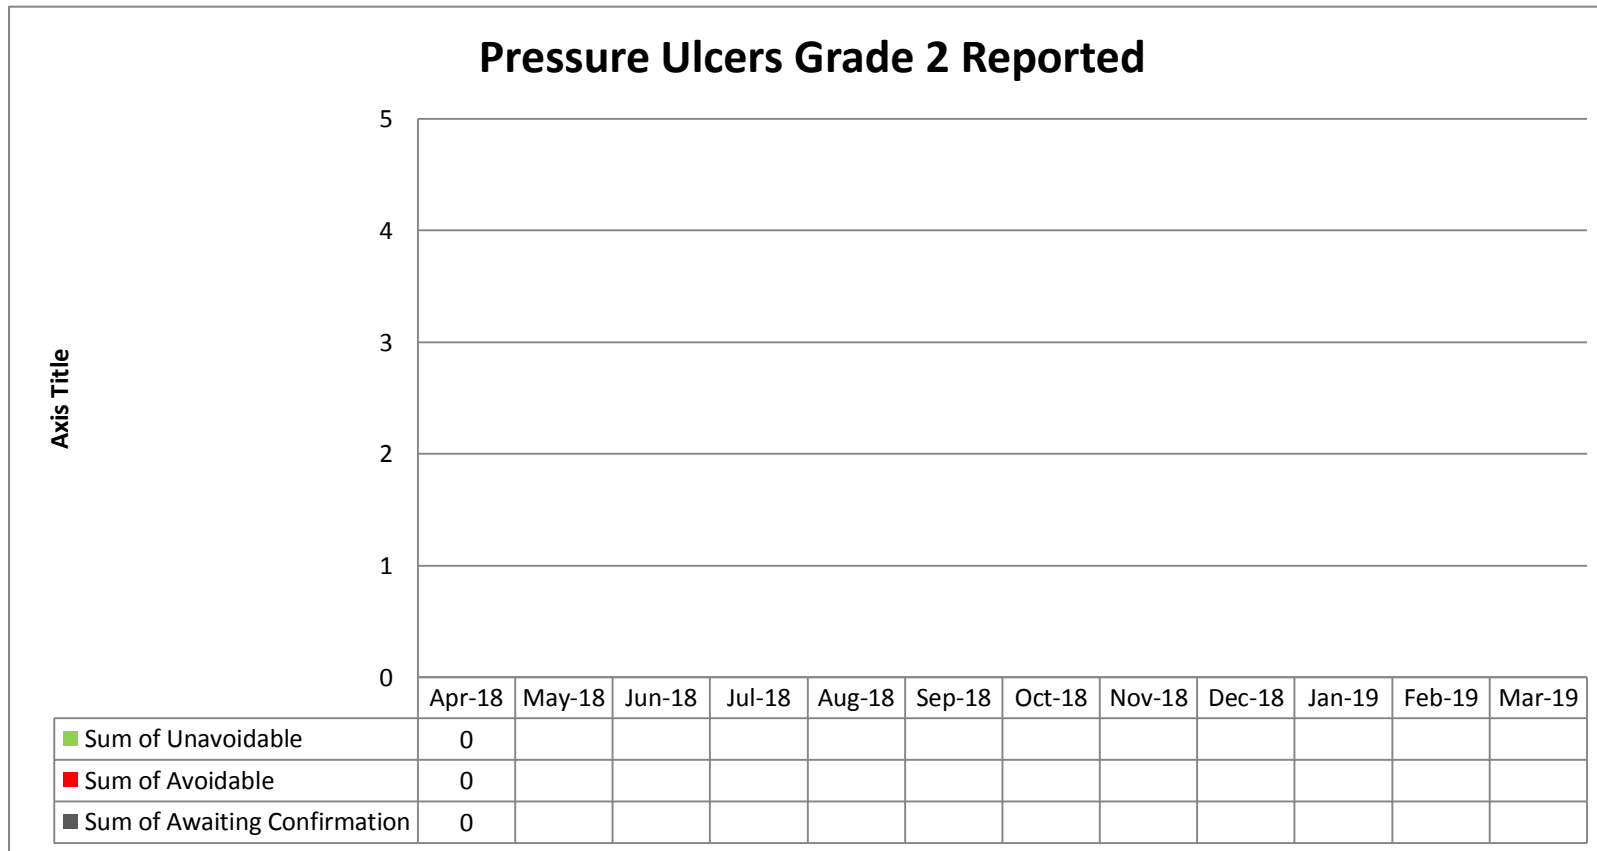 Pressure Ulcers Grade 2 Reported
5
4
3
2
1
0
Axis Title
Apr-18 May-18 Jun-18 Jul-18 Aug-18 Sep-18 Oct-18 Nov-18 Dec-18 Jan-19 Feb-19 Mar-19
Sum of Unavoidable 0
Sum of Avoidable 0
Sum of Awaiting Confirmation 0